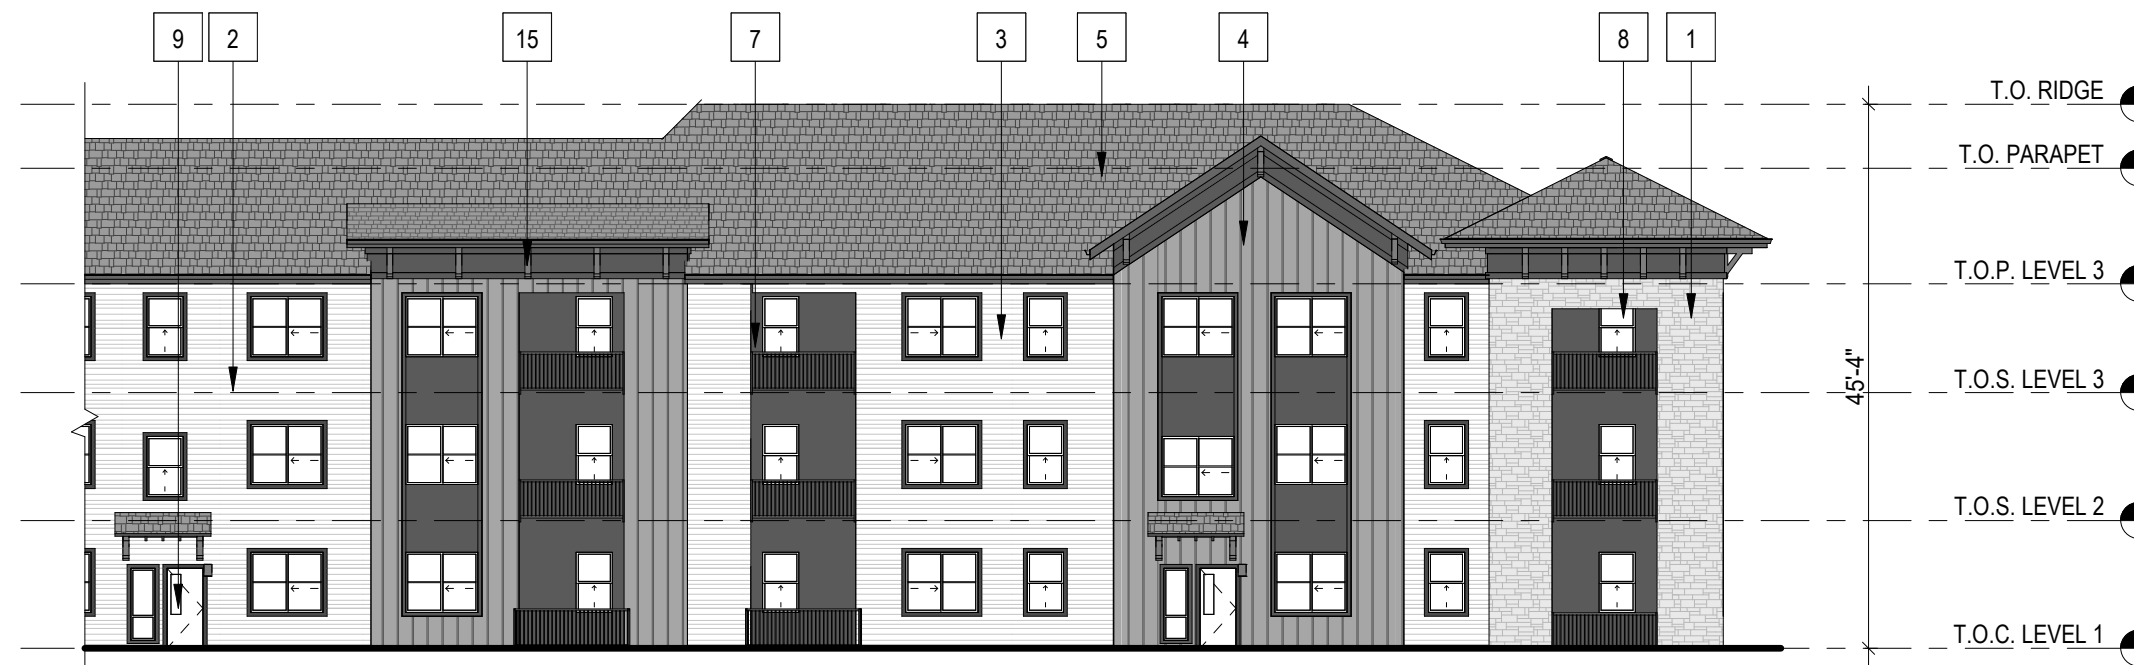 9
2
15
7
3
5
4
8
1
T.O. RIDGE
T.O. PARAPET
T.O.P. LEVEL 3
45'-4"
T.O.S. LEVEL 3
T.O.S. LEVEL 2
T.O.C. LEVEL 1